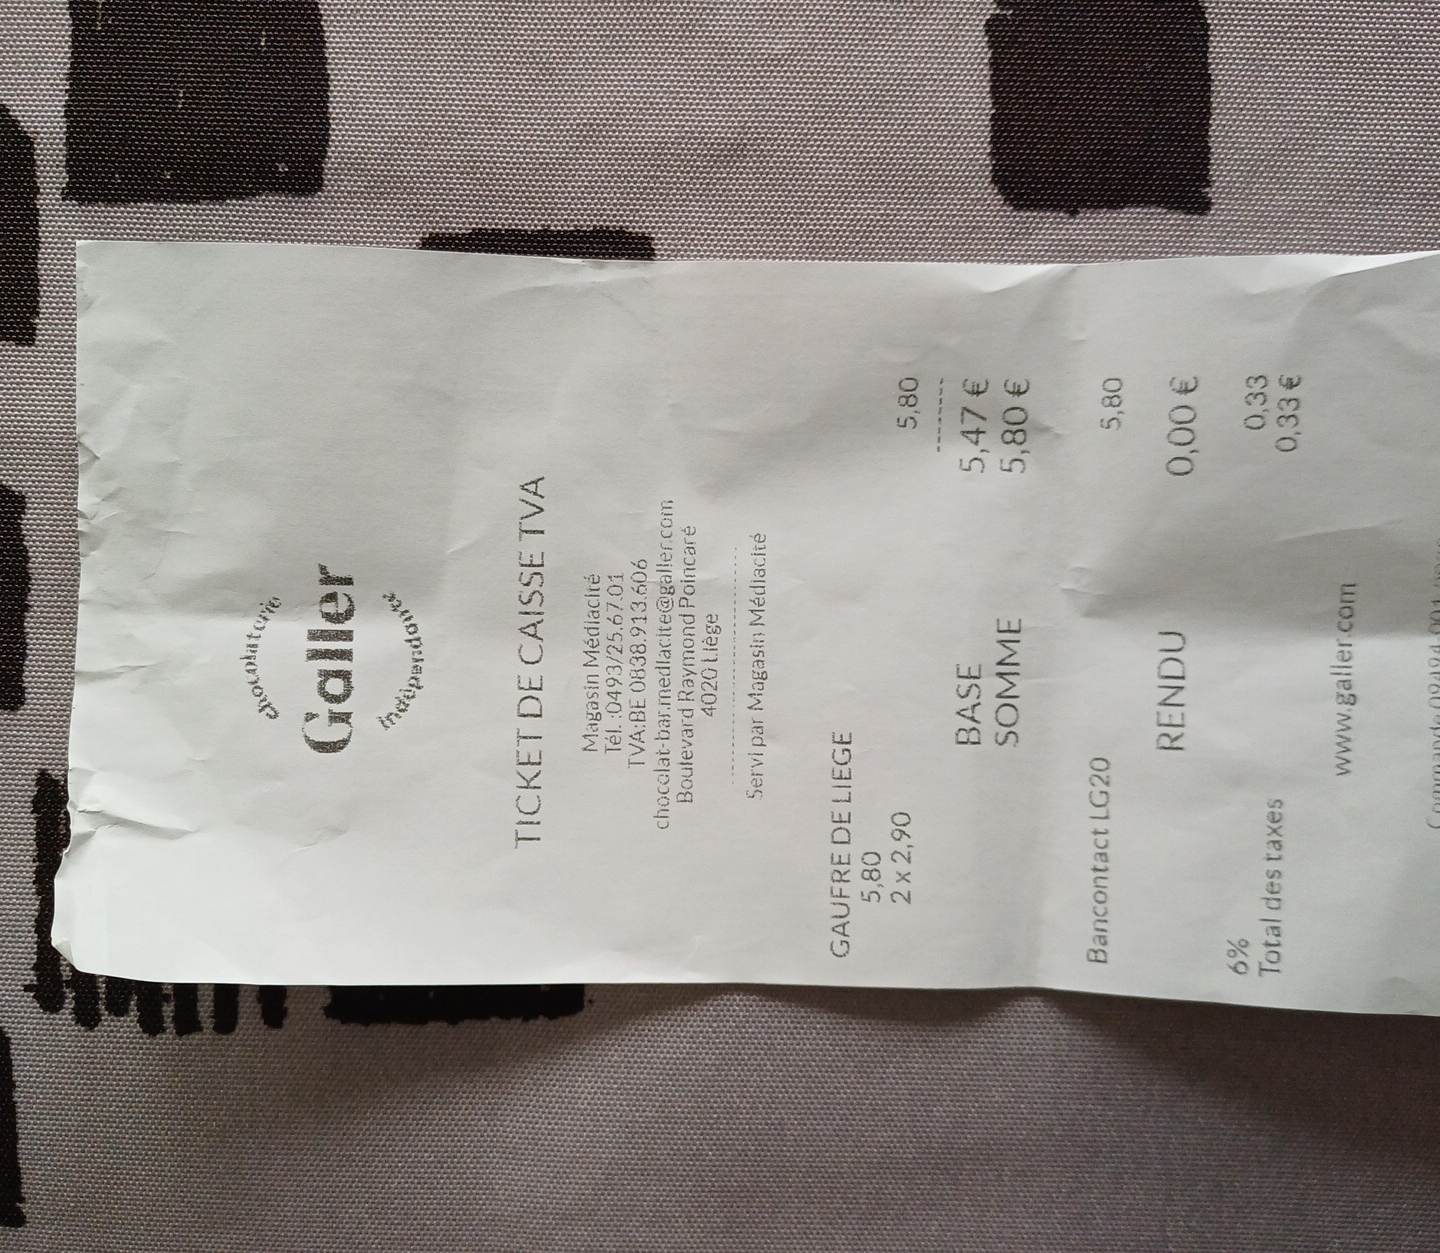 chocolaterie
Galler
indépendante
TICKET DE CAISSE TVA
Magasin Médiacité
Tél. :0493/25.67.01
TVA:BE 0838.913.606
chocolat-bar.mediacite@galler.com
Boulevard Raymond Poincaré
4020 Liège
Servi par Magasin Médiacité
GAUFRE DE LIEGE
5,80
2 x 2,90 5,80
BASE 5,47 €
SOMME 5,80 €
Bancontact LG20 5,80
RENDU 0,00 €
6% 0,33
Total des taxes 0,33 €
www.galler.com
Commande